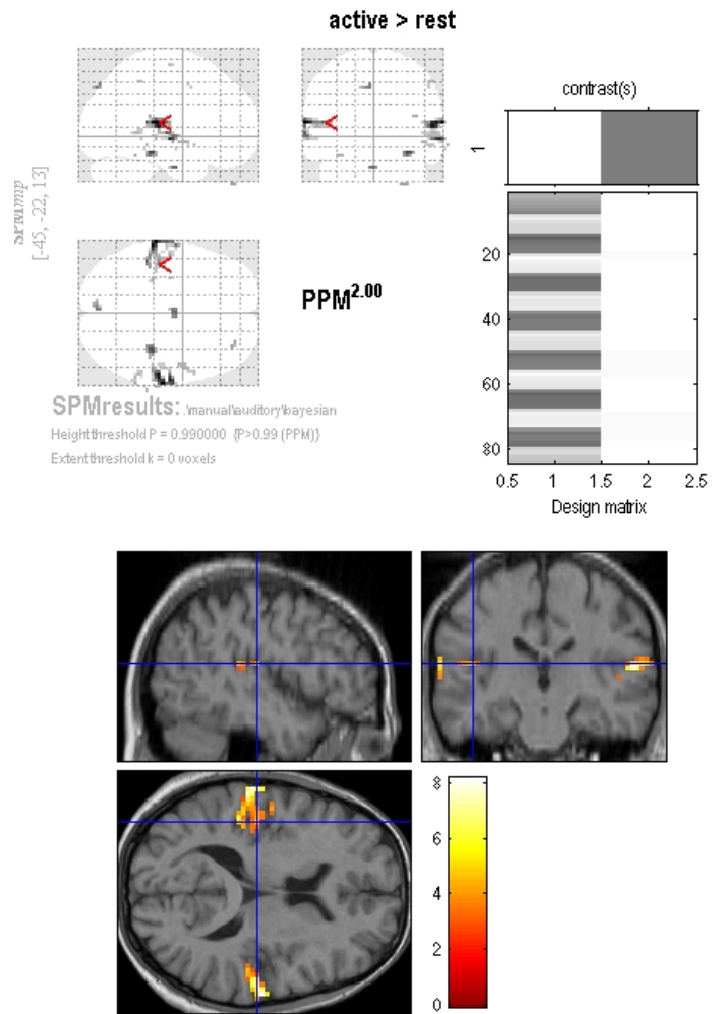 active > rest
SPMmip
[-45, -22, 13]
PPM2.00
SPMresults: .\manual\auditory\bayesian
Height threshold P = 0.990000 {P>0.99 (PPM)}
Extent threshold k = 0 voxels
contrast(s)
1
20
40
60
80
0.5 1 1.5 2 2.5
Design matrix
8
6
4
2
0